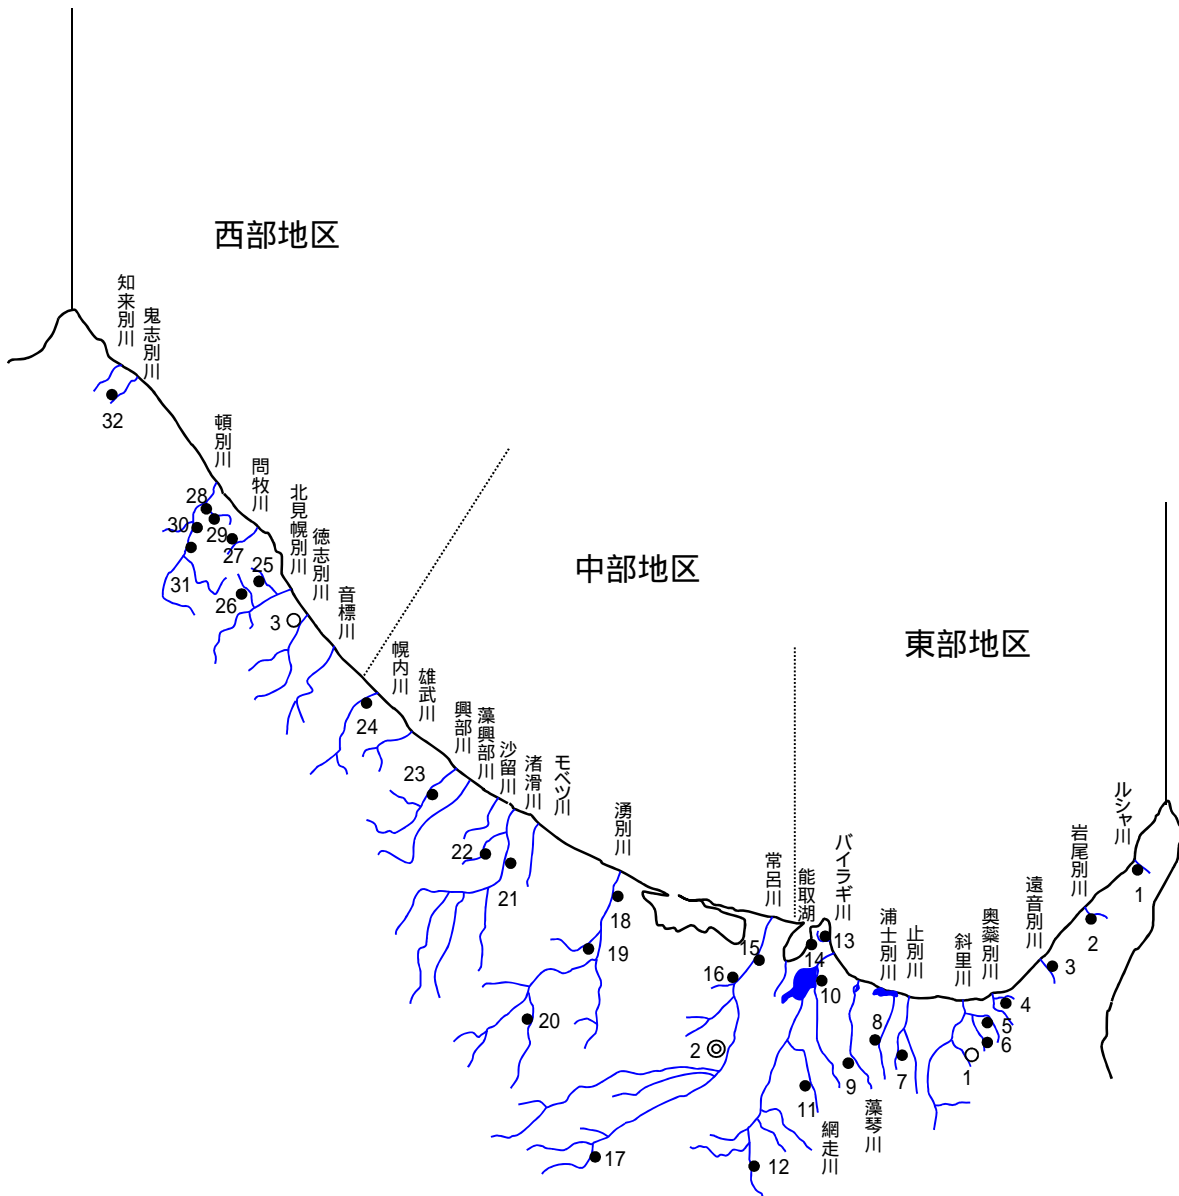 西部地区
知来別川
鬼志別川
32
頓別川
問牧川
北見幌別川
徳志別川
音標川
28
30
29
27
25
31
26
3
中部地区
幌内川
雄武川
興部川
藻興部川
沙留川
渚滑川
モベツ川
湧別川
24
23
22
21
18
19
20
17
15
16
2
常呂川
東部地区
能取湖
バイラギ川
浦士別川
止別川
斜里川
奥蘂別川
遠音別川
岩尾別川
ルシャ川
13
14
10
8
7
9
11
12
藻琴川
網走川
1
2
3
4
5
6
1